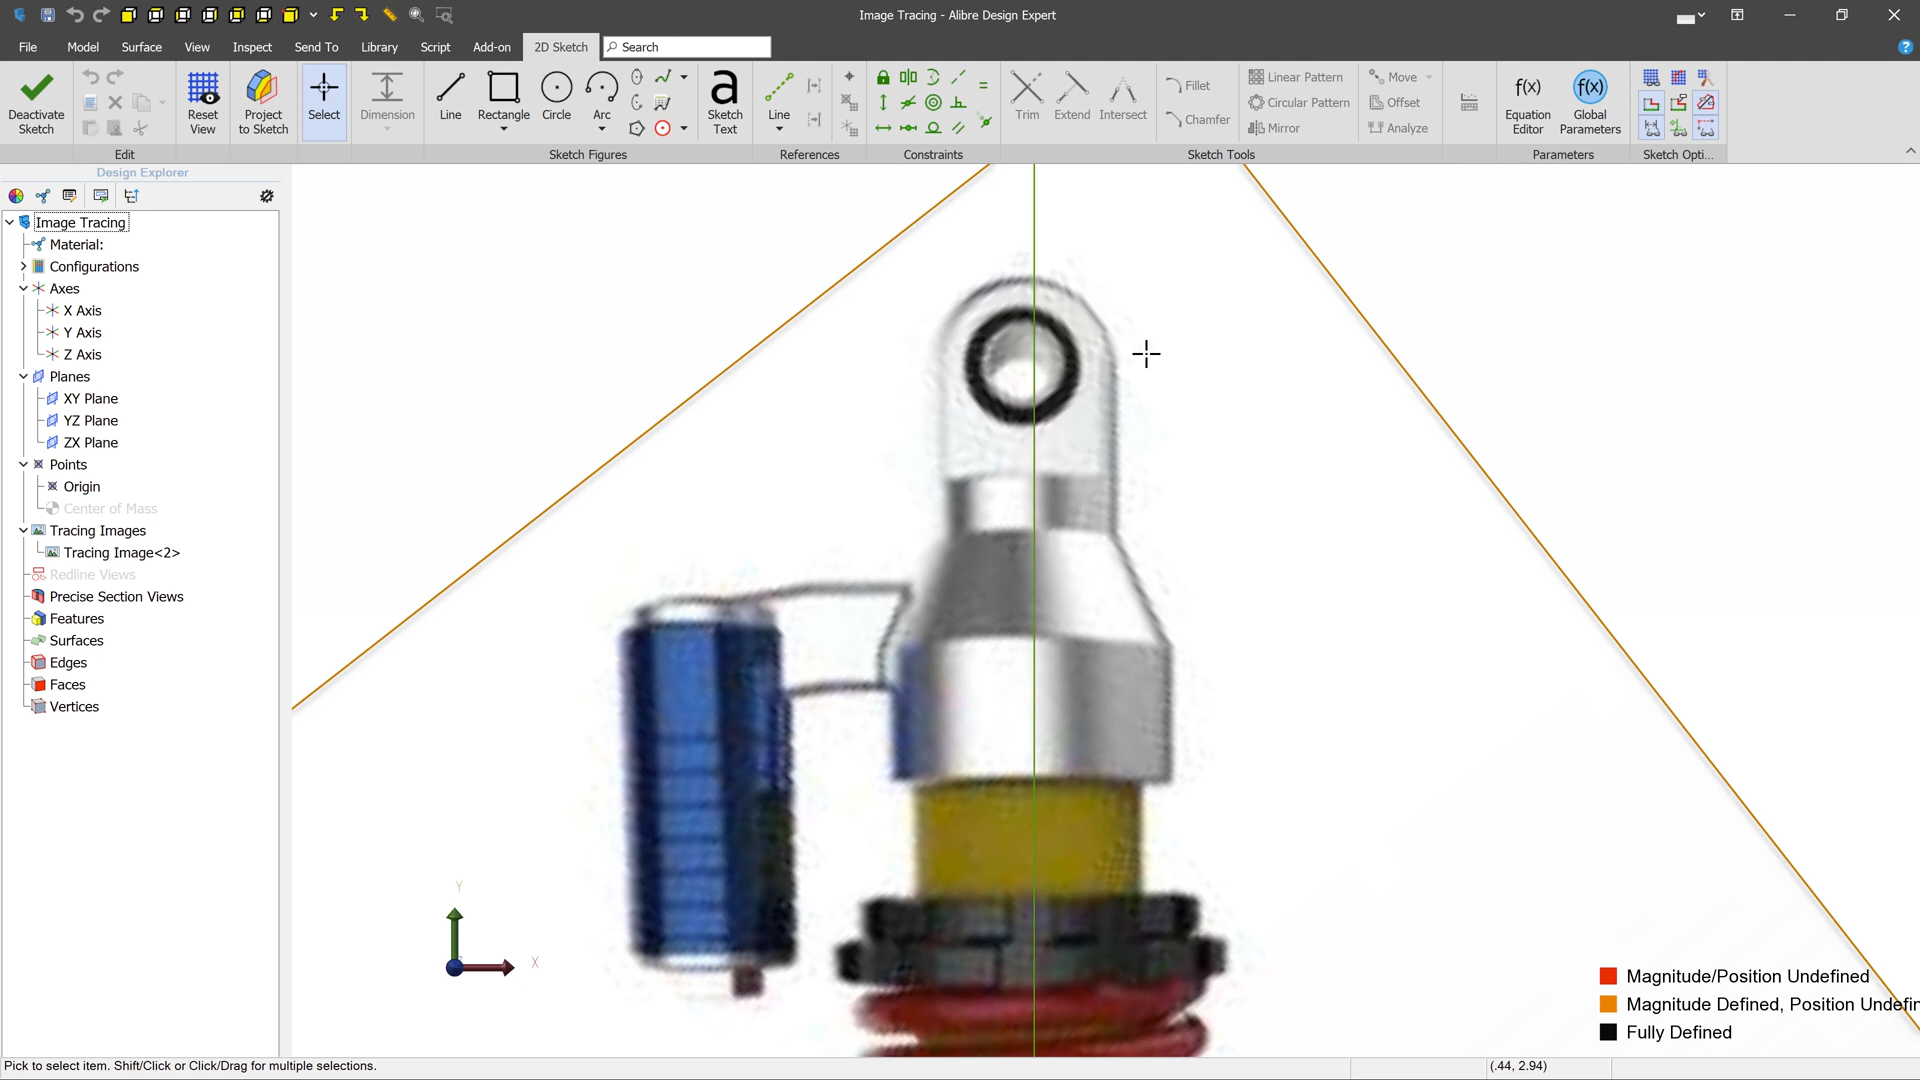 Image Tracing - Alibre Design Expert
File Model Surface View Inspect Send To Library Script Add-on 2D Sketch Search
Deactivate Sketch
Reset View
Project to Sketch
Select
Dimension
Line
Rectangle
Circle
Arc
Sketch Text
Line
Trim
Extend
Intersect
Fillet
Chamfer
Linear Pattern
Circular Pattern
Mirror
Move
Offset
Analyze
Equation Editor
Global Parameters
Edit
Sketch Figures
References
Constraints
Sketch Tools
Parameters
Sketch Opti...
Design Explorer
Image Tracing
Material:
Configurations
Axes
X Axis
Y Axis
Z Axis
Planes
XY Plane
YZ Plane
ZX Plane
Points
Origin
Center of Mass
Tracing Images
Tracing Image<2>
Redline Views
Precise Section Views
Features
Surfaces
Edges
Faces
Vertices
Y
X
Magnitude/Position Undefined
Magnitude Defined, Position Undefin
Fully Defined
Pick to select item. Shift/Click or Click/Drag for multiple selections.
(.44, 2.94)